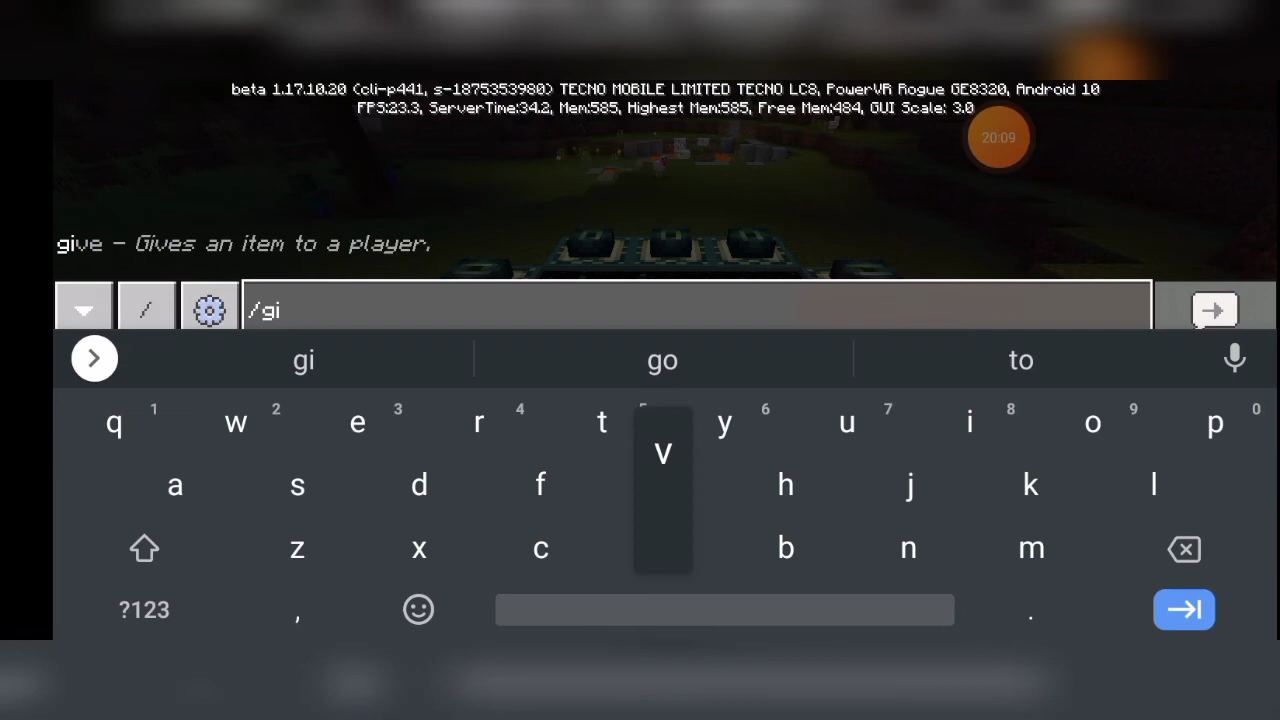 beta 1.17.10.20 (cli-p441, s-1875353980) TECNO MOBILE LIMITED TECNO LC8, PowerVR Rogue GE8320, Android 10
FPS:23.3, ServerTime:34.2, Mem:585, Highest Mem:585, Free Mem:484, GUI Scale: 3.0
20:09
give – Gives an item to a player.
/
/gi
gi go to
q 1 w 2 e 3 r 4 t 5 y 6 u 7 i 8 o 9 p 0
v
a s d f h j k l
z x c b n m
?123 , .